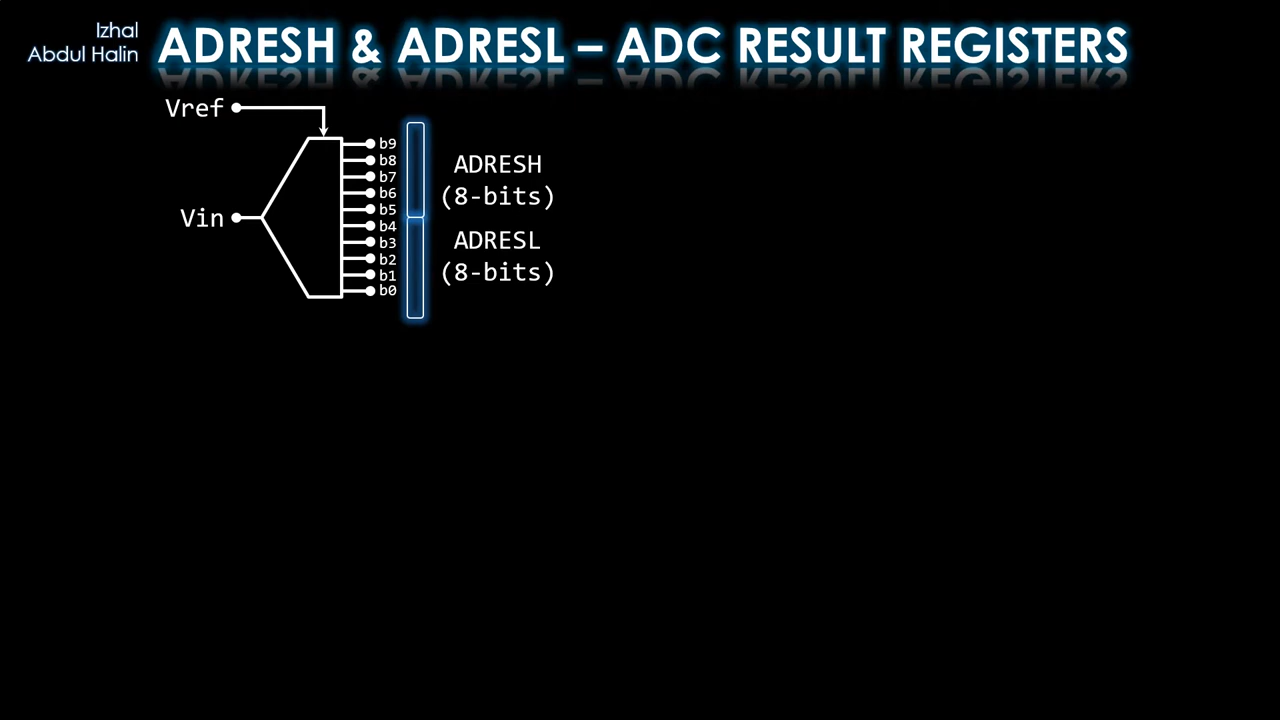 Izhal
Abdul Halin
ADRESH & ADRESL – ADC RESULT REGISTERS
Vref
b9
b8
b7
b6
b5
b4
b3
b2
b1
b0
Vin
ADRESH
(8-bits)
ADRESL
(8-bits)